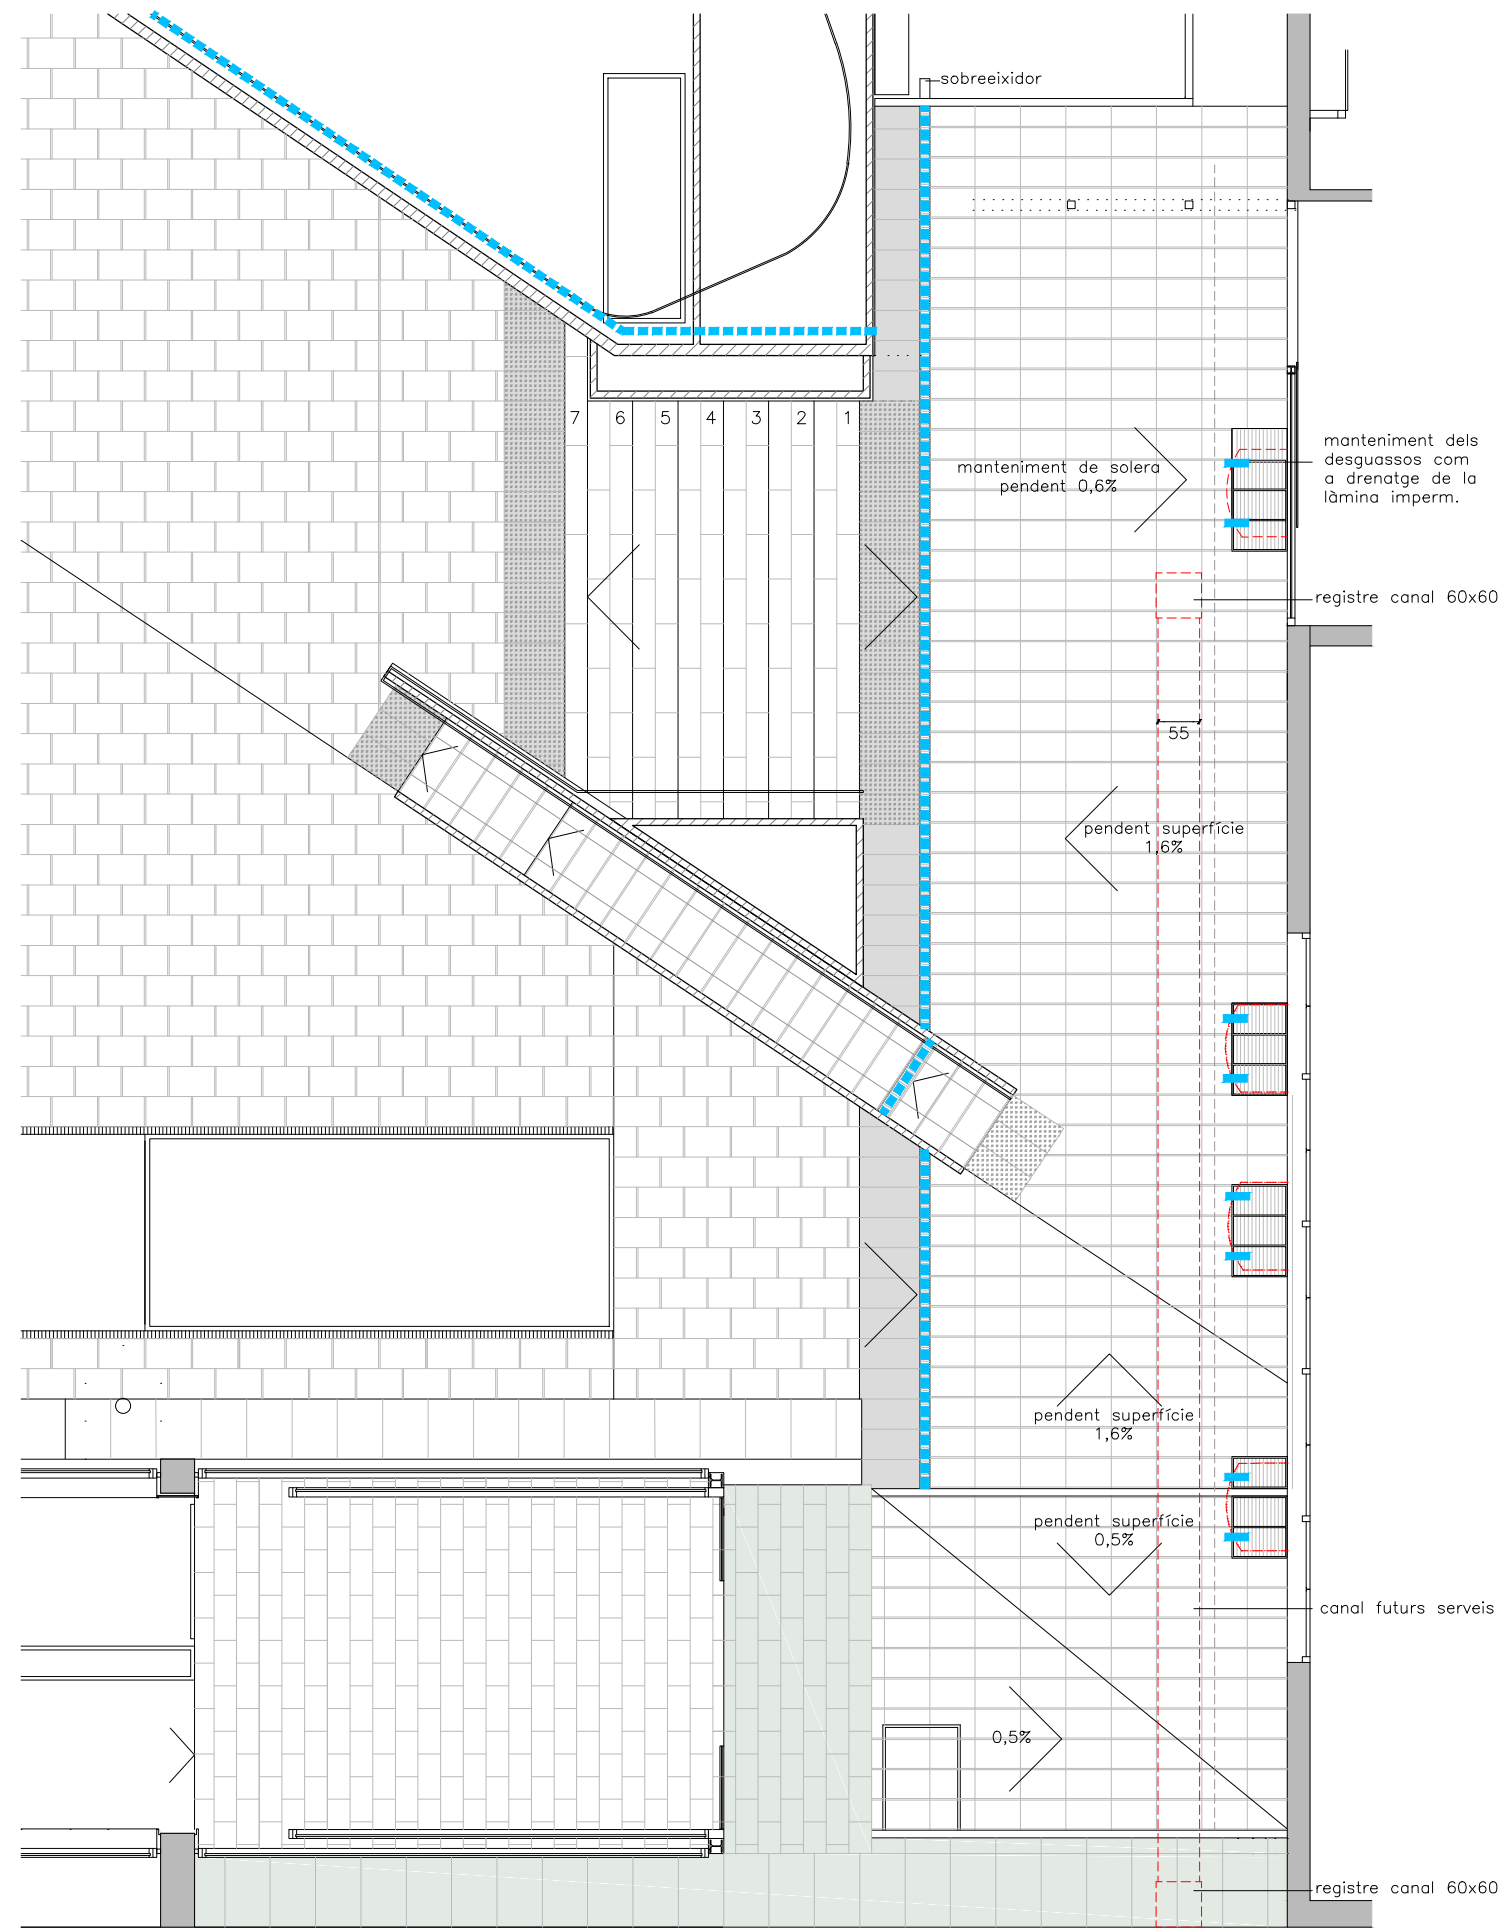 sobreeixidor
7 6 5 4 3 2 1
manteniment de solera
pendent 0,6%
manteniment dels
desguassos com
a drenatge de la
làmina imperm.
registre canal 60x60
55
pendent superfície
1,6%
pendent superfície
1,6%
pendent superfície
0,5%
canal futurs serveis
0,5%
registre canal 60x60